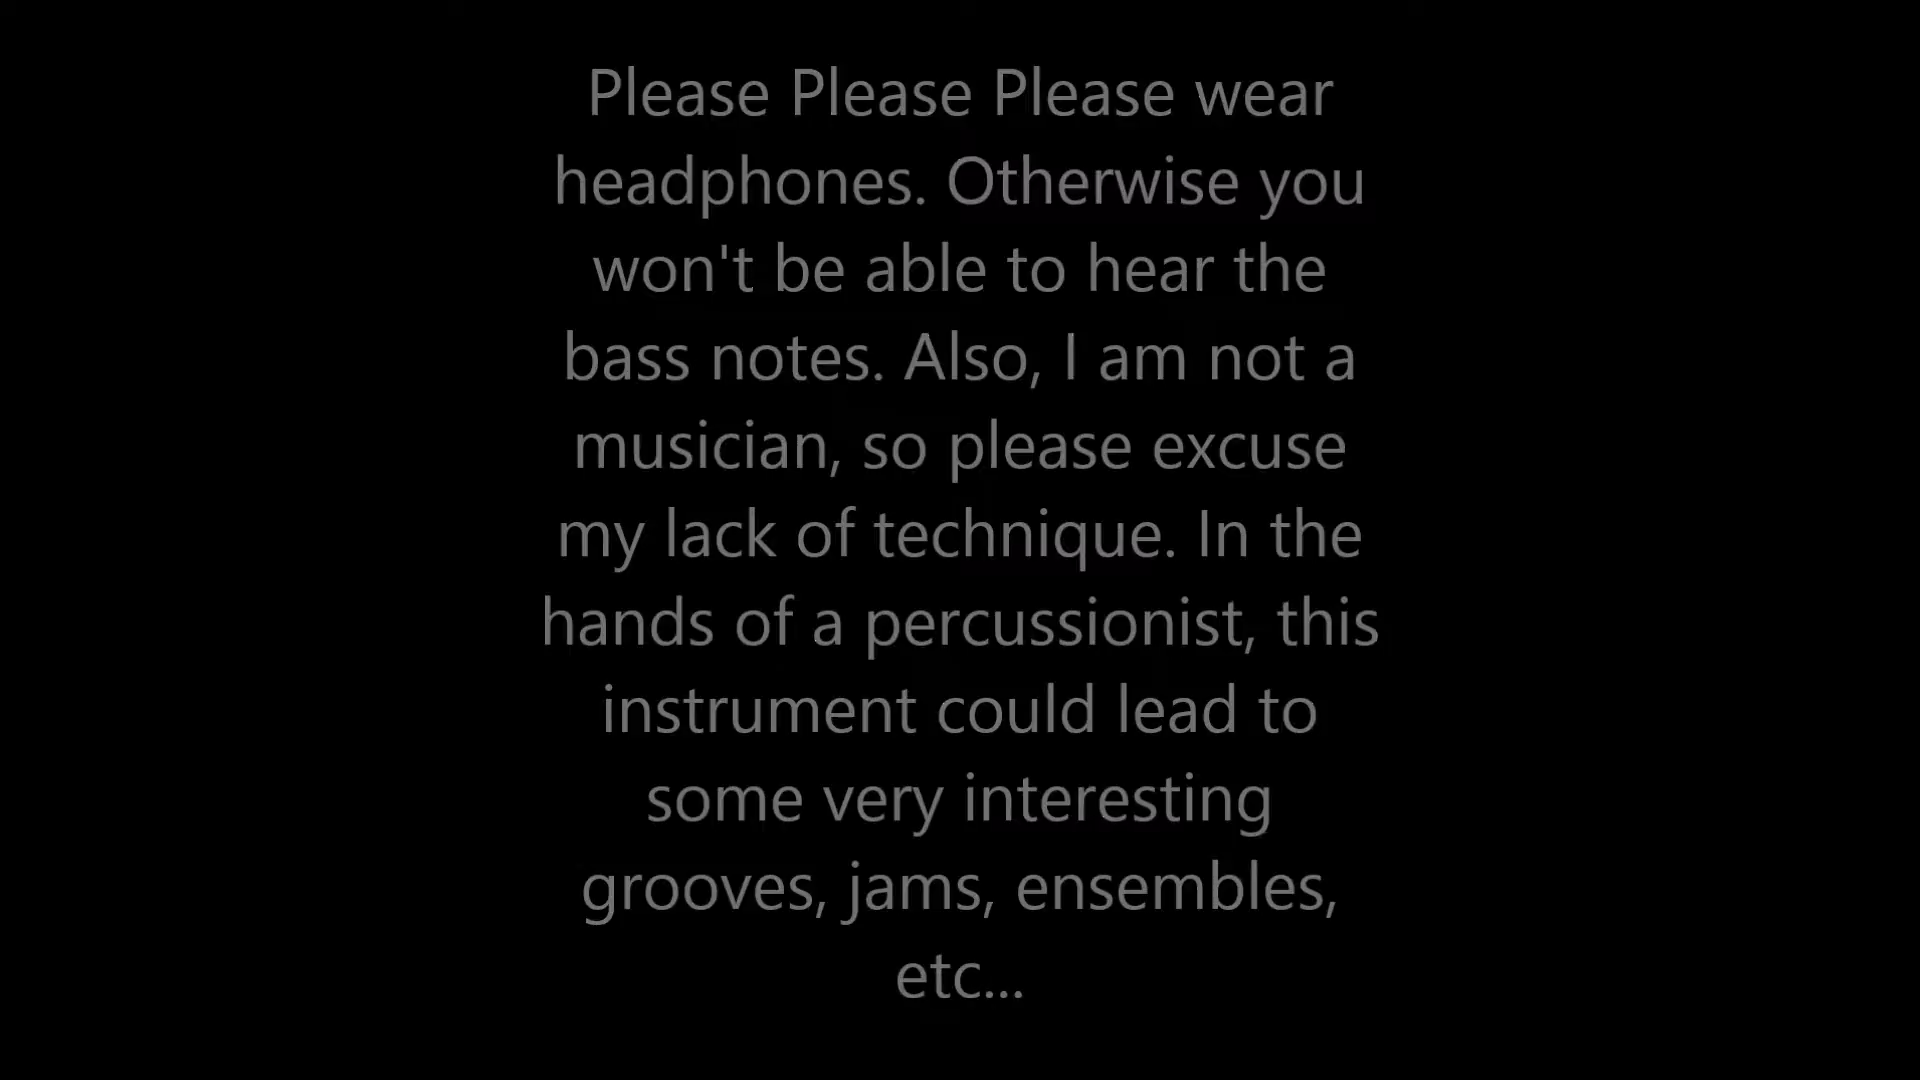 Please Please Please wear
headphones. Otherwise you
won't be able to hear the
bass notes. Also, I am not a
musician, so please excuse
my lack of technique. In the
hands of a percussionist, this
instrument could lead to
some very interesting
grooves, jams, ensembles,
etc...